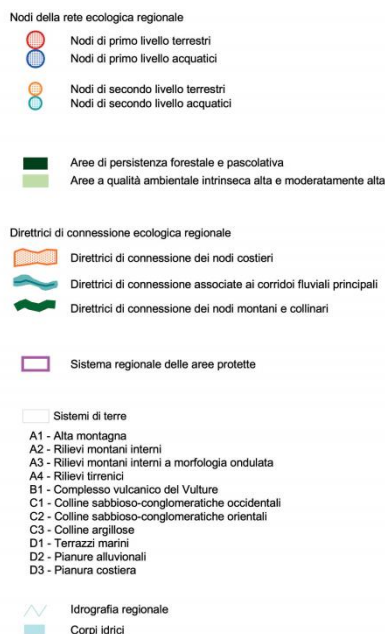 Nodi della rete ecologica regionale
Nodi di primo livello terrestri
Nodi di primo livello acquatici
Nodi di secondo livello terrestri
Nodi di secondo livello acquatici
Aree di persistenza forestale e pascolativa
Aree a qualità ambientale intrinseca alta e moderatamente alta
Direttrici di connessione ecologica regionale
Direttrici di connessione dei nodi costieri
Direttrici di connessione associate ai corridoi fluviali principali
Direttrici di connessione dei nodi montani e collinari
Sistema regionale delle aree protette
Sistemi di terre
A1 - Alta montagna
A2 - Rilievi montani interni
A3 - Rilievi montani interni a morfologia ondulata
A4 - Rilievi tirrenici
B1 - Complesso vulcanico del Vulture
C1 - Colline sabbioso-conglomeratiche occidentali
C2 - Colline sabbioso-conglomeratiche orientali
C3 - Colline argillose
D1 - Terrazzi marini
D2 - Pianure alluvionali
D3 - Pianura costiera
Idrografia regionale
Corpi idrici